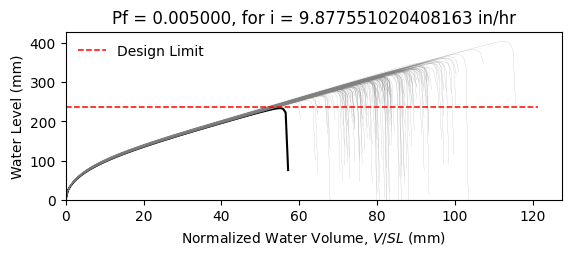 Pf = 0.005000, for i = 9.877551020408163 in/hr
Design Limit
Water Level (mm)
400
300
200
100
0
0 20 40 60 80 100 120
Normalized Water Volume, V/SL (mm)